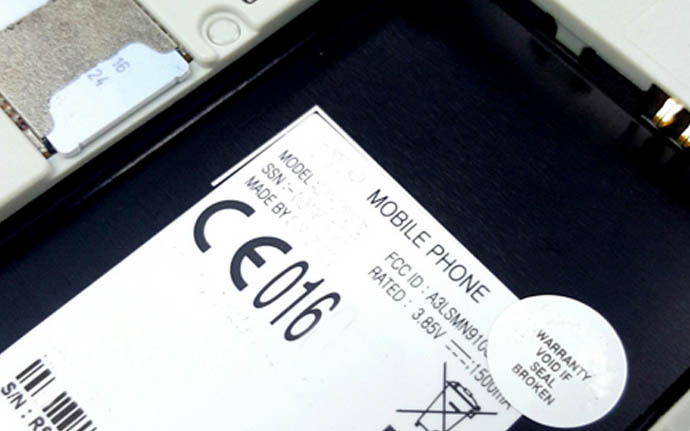 16
24
MODEL
SSN :-
MADE BY
MOBILE PHONE
CE016
FCC ID : A3LSMN910
RATED : 3.85V ⎓ :1500mA
WARRANTY
VOID IF
SEAL
BROKEN
S/N : R